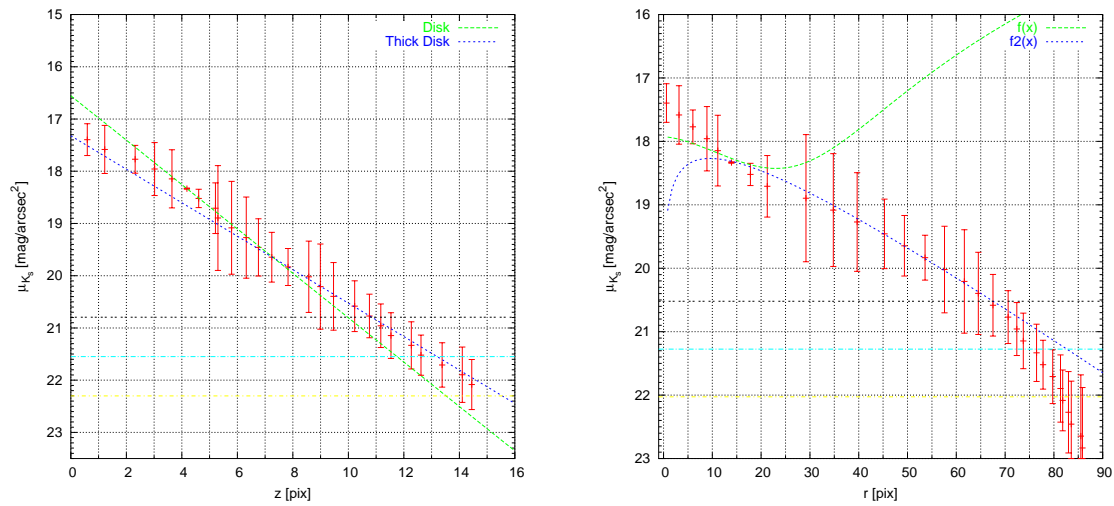 Disk
Thick Disk
15
16
17
18
19
20
21
22
23
0 2 4 6 8 10 12 14 16
μKs [mag/arcsec²]
z [pix]
f(x)
f2(x)
16
17
18
19
20
21
22
23
0 10 20 30 40 50 60 70 80 90
μKs [mag/arcsec²]
r [pix]